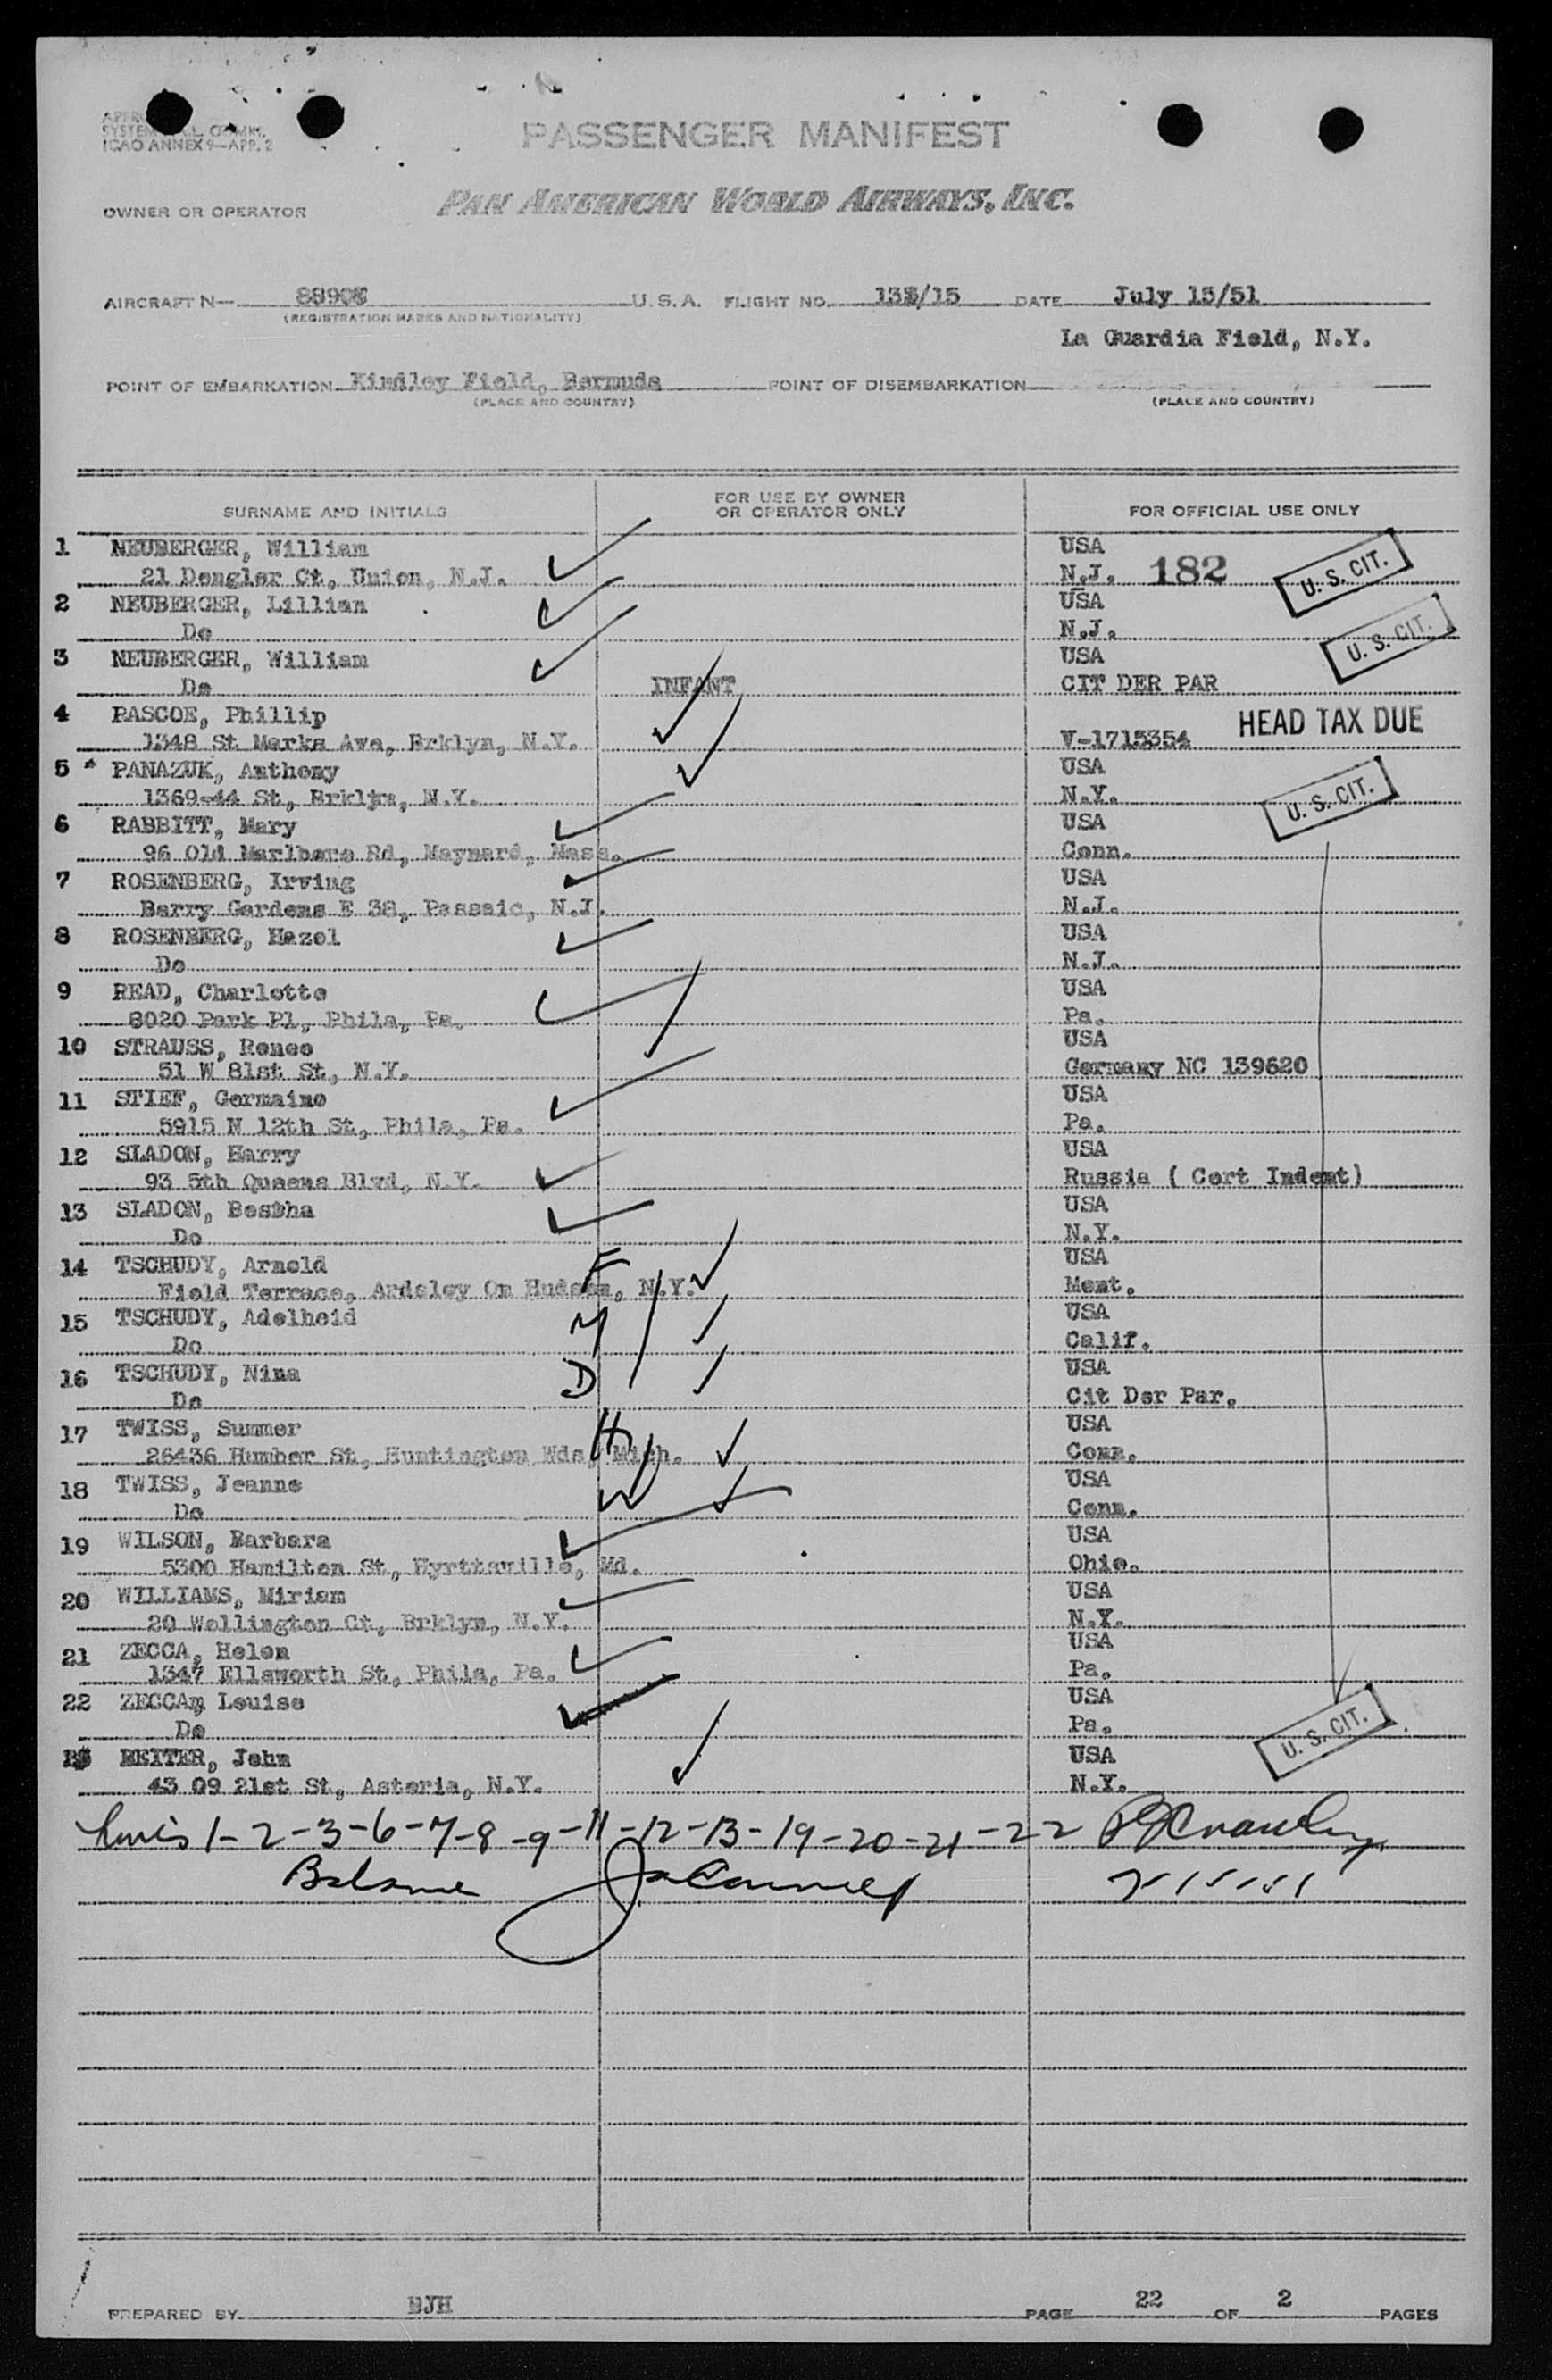 PASSENGER MANIFEST
ICAO ANNEX 9—APP. 2
OWNER OR OPERATOR PAN AMERICAN WORLD AIRWAYS, INC.
AIRCRAFT N— U.S.A. FLIGHT NO. DATE July 15/51
(REGISTRATION MARKS AND NATIONALITY)
La Guardia Field, N.Y.
POINT OF EMBARKATION Kindley Field, Bermuda POINT OF DISEMBARKATION
(PLACE AND COUNTRY) (PLACE AND COUNTRY)
SURNAME AND INITIALS FOR USE BY OWNER OR OPERATOR ONLY FOR OFFICIAL USE ONLY
1 NEUBERGER, William USA
21 Dengler Ct, Union, N.J. N.J. 182 U. S. CIT.
2 NEUBERGER, Lillian USA
Do N.J. U. S. CIT.
3 NEUBERGER, William USA
Do INFANT CIT DER PAR
4 PASCOE, Phillip HEAD TAX DUE
1348 St Marks Ave, Brklyn, N.Y. V-1715354
5 * PANAZUK, Anthony USA
1369-44 St, Brklyn, N.Y. N.Y. U. S. CIT.
6 RABBITT, Mary USA
96 Old Marlboro Rd, Maynard, Mass. Conn.
7 ROSENBERG, Irving USA
Barry Gardens E 38, Passaic, N.J. N.J.
8 ROSENBERG, Hazel USA
Do N.J.
9 READ, Charlotte USA
8020 Park Pl, Phila, Pa. Pa.
10 STRAUSS, Renee USA
51 W 81st St, N.Y. Germany NC 139620
11 STIEF, Germaine USA
5915 N 12th St, Phila, Pa. Pa.
12 SLADON, Harry USA
93 5th Queens Blvd, N.Y. Russia ( Cert Indent)
13 SLADON, USA
Do N.Y.
14 TSCHUDY, Arnold F USA
Field Terrace, Ardsley On Hudson, N.Y. Mont.
15 TSCHUDY, Adelheid M USA
Do Calif.
16 TSCHUDY, Nina D USA
Do Cit Der Par.
17 TWISS, Sumner H USA
26436 Humber St, Huntington Wds, Mich. Conn.
18 TWISS, Jeanne W USA
Do Conn.
19 WILSON, Barbara USA
5300 Hamilton St, Md. Ohio.
20 WILLIAMS, Miriam USA
20 Wellington Ct, Brklyn, N.Y. N.Y.
21 ZECCA, Helen USA
1347 Ellsworth St, Phila, Pa. Pa.
22 ZECCA, Louise USA
Do Pa. U. S. CIT.
REITER, John USA
43 09 21st St, Astoria, N.Y. N.Y.
1-2-3-6-7-8-9-11-12-13-19-20-21-22
Balance
PREPARED BY BJH PAGE 22 OF 2 PAGES